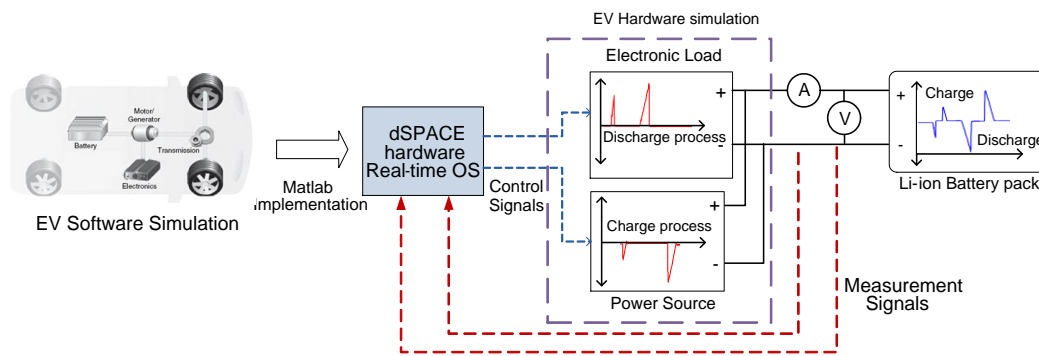 EV Hardware simulation
Electronic Load
+
-
Discharge process
A
V
+
-
Charge
Discharge
Li-ion Battery pack
Motor/
Generator
Battery
Transmission
Electronics
EV Software Simulation
Matlab
Implementation
dSPACE
hardware
Real-time OS
Control
Signals
Charge process
+
-
Power Source
Measurement
Signals